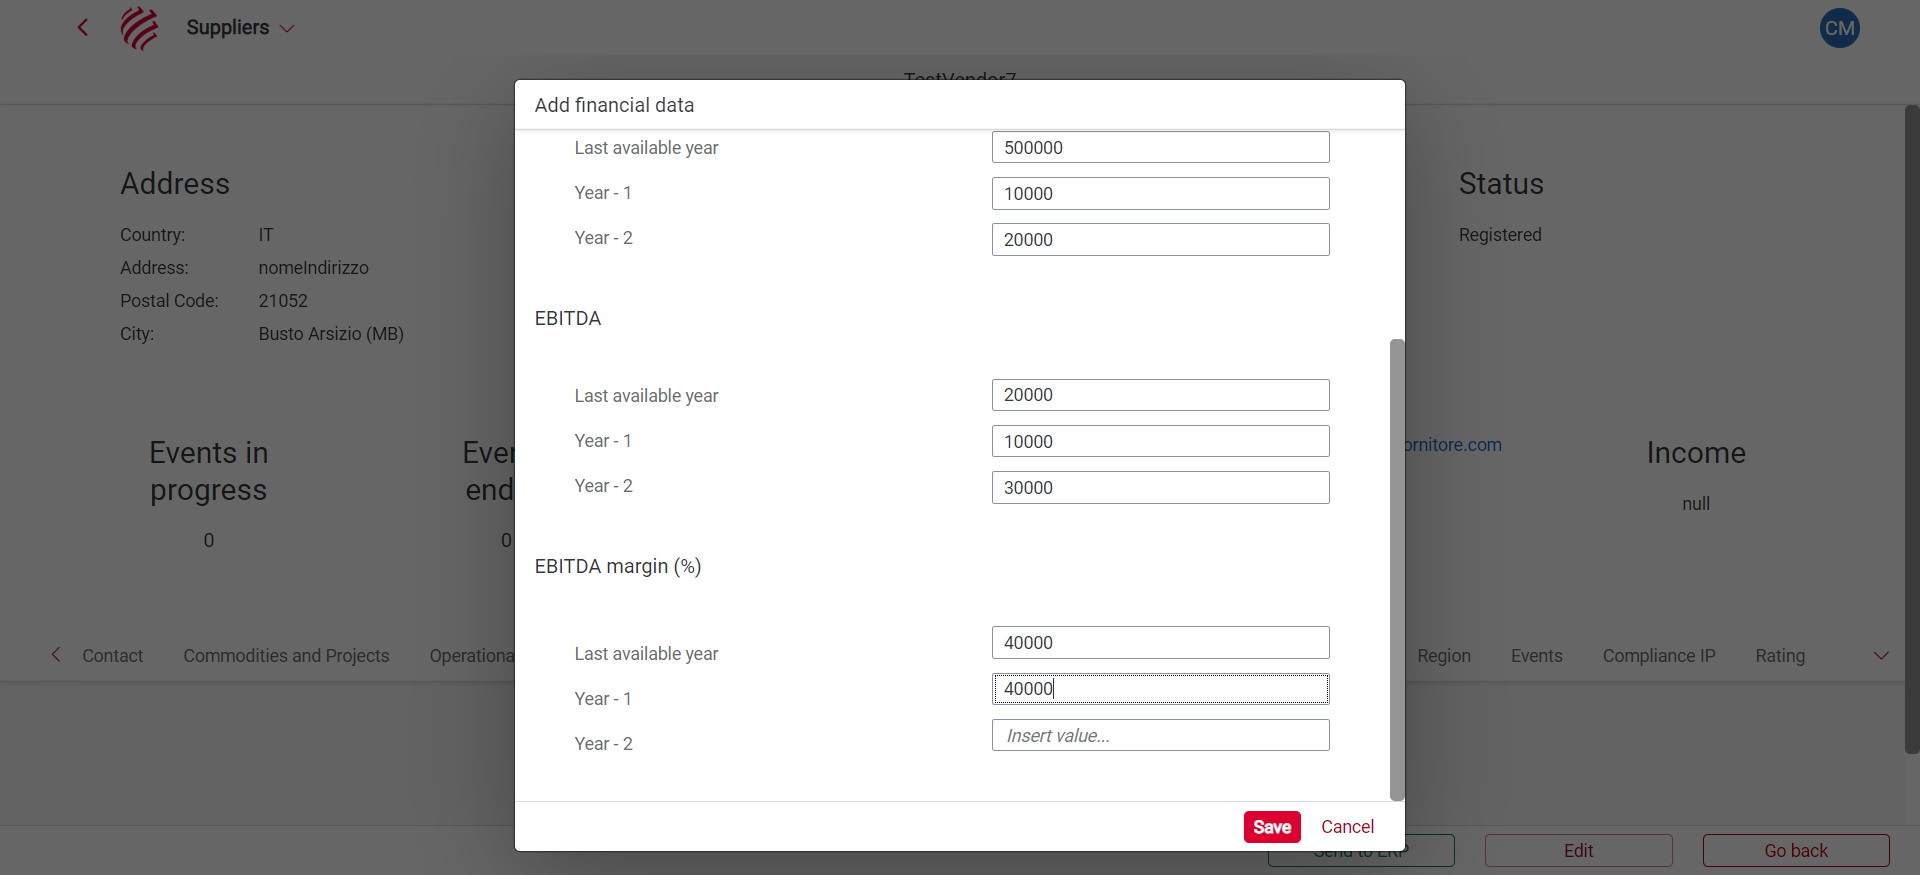 Suppliers
CM
TestVendor7
Add financial data
Last available year 500000
Year - 1 10000
Year - 2 20000
EBITDA
Last available year 20000
Year - 1 10000
Year - 2 30000
EBITDA margin (%)
Last available year 40000
Year - 1 40000
Year - 2 Insert value...
Save Cancel
Address
Country: IT
Address: nomeIndirizzo
Postal Code: 21052
City: Busto Arsizio (MB)
Status
Registered
Events in
progress
0
Ever
end
0
ornitore.com
Income
null
Contact Commodities and Projects Operationa Region Events Compliance IP Rating
Send to ERP Edit Go back